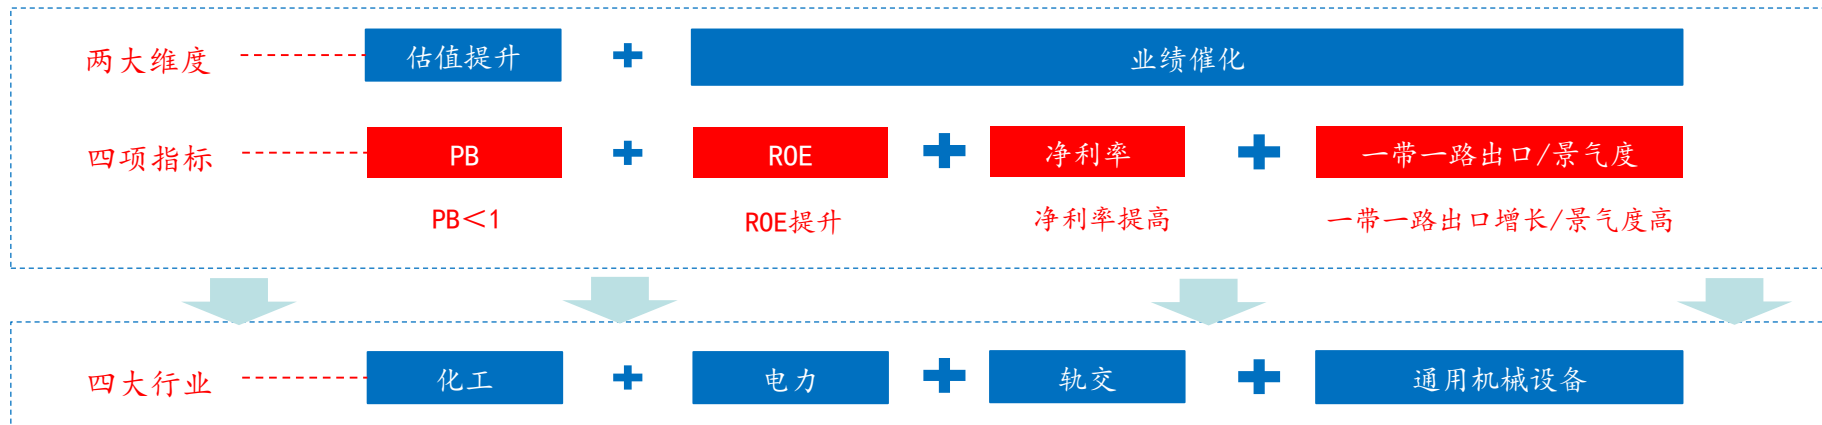 两大维度 估值提升 业绩催化
四项指标 PB ROE 净利率 一带一路出口/景气度
PB＜1 ROE提升 净利率提高 一带一路出口增长/景气度高
四大行业 化工 电力 轨交 通用机械设备